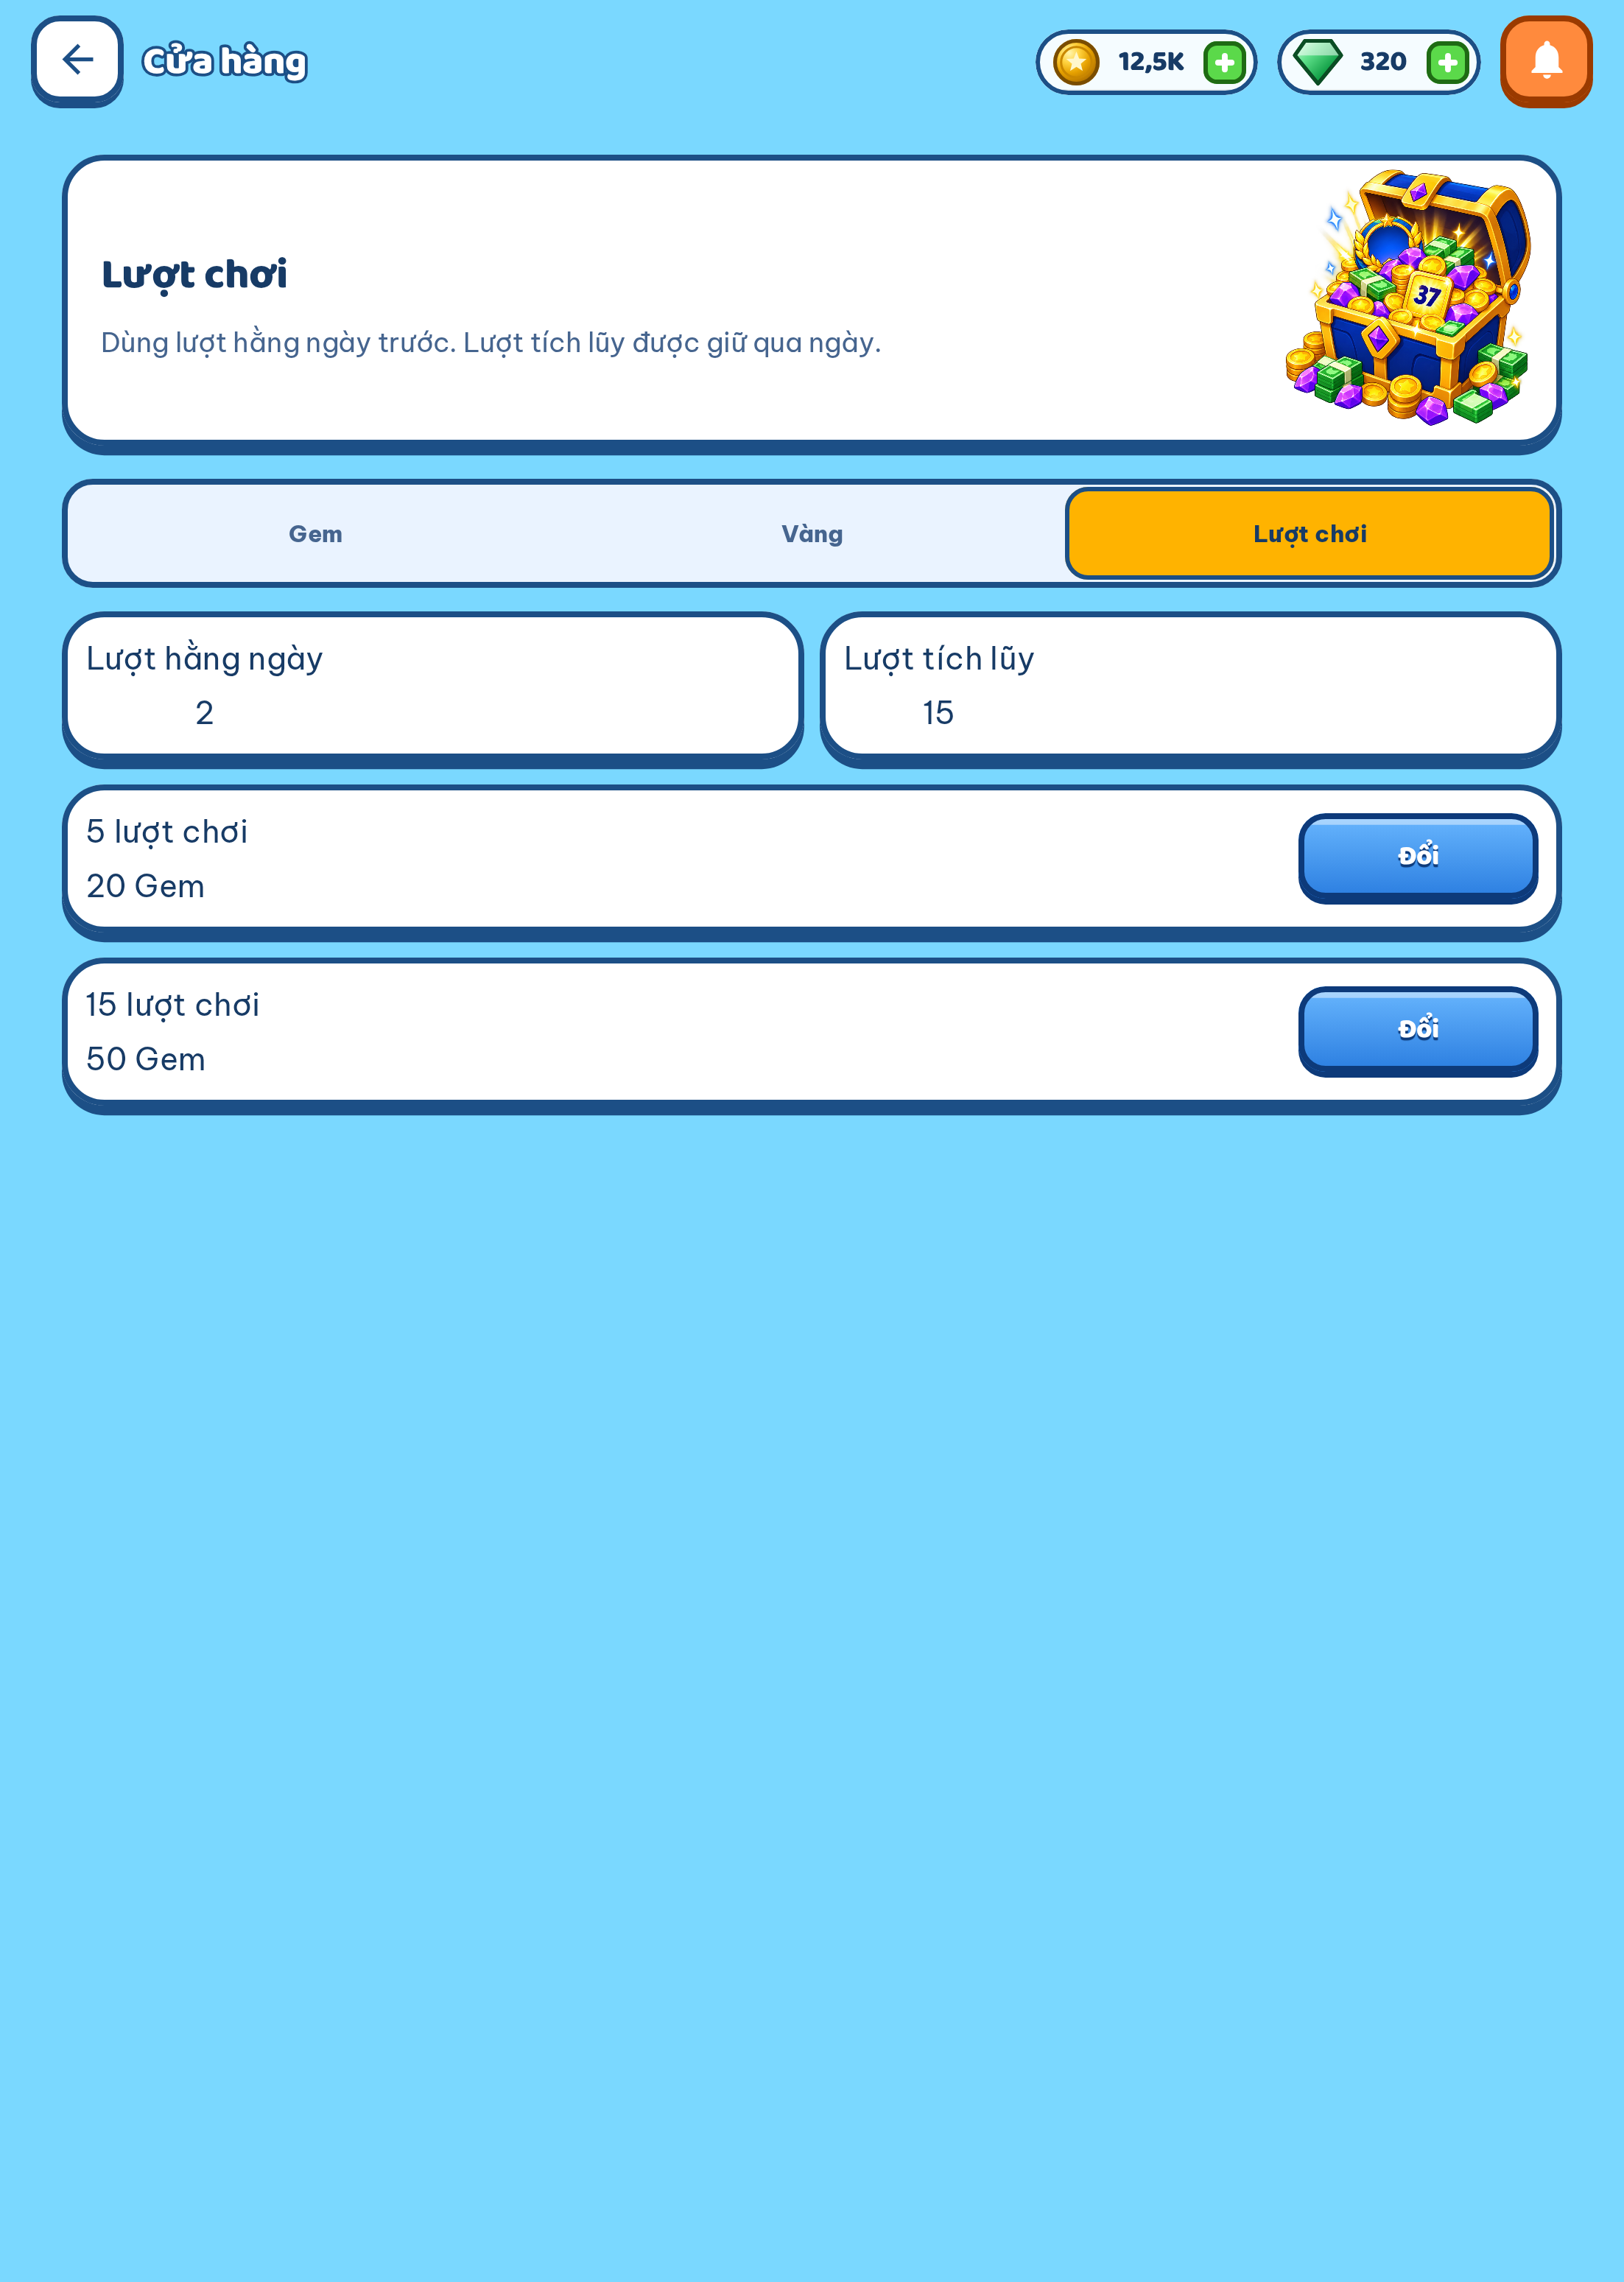 Cửa hàng
12,5K
320
Lượt chơi
Dùng lượt hằng ngày trước. Lượt tích lũy được giữ qua ngày.
37
Gem
Vàng
Lượt chơi
Lượt hằng ngày
2
Lượt tích lũy
15
5 lượt chơi
20 Gem
Đổi
15 lượt chơi
50 Gem
Đổi